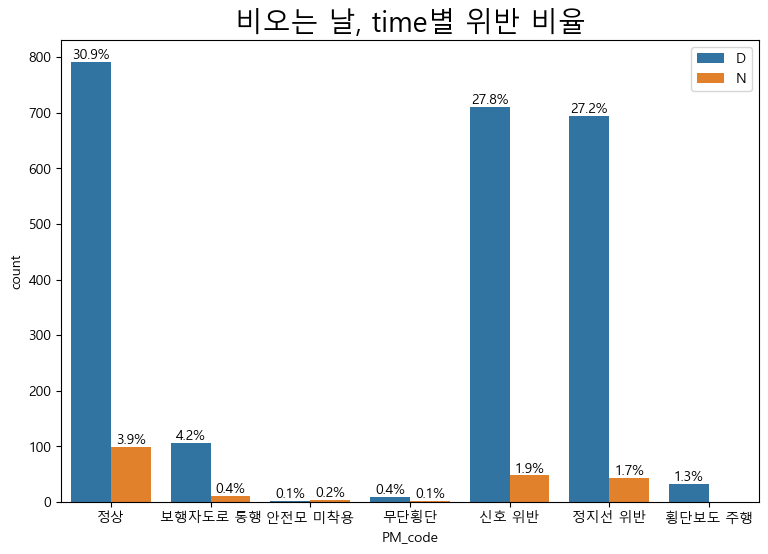 비오는 날, time별 위반 비율
D
N
800
700
600
500
400
300
200
100
0
count
30.9%
3.9%
4.2%
0.4%
0.1%
0.2%
0.4%
0.1%
27.8%
1.9%
27.2%
1.7%
1.3%
정상
보행자도로 통행
안전모 미착용
무단횡단
신호 위반
정지선 위반
횡단보도 주행
PM_code